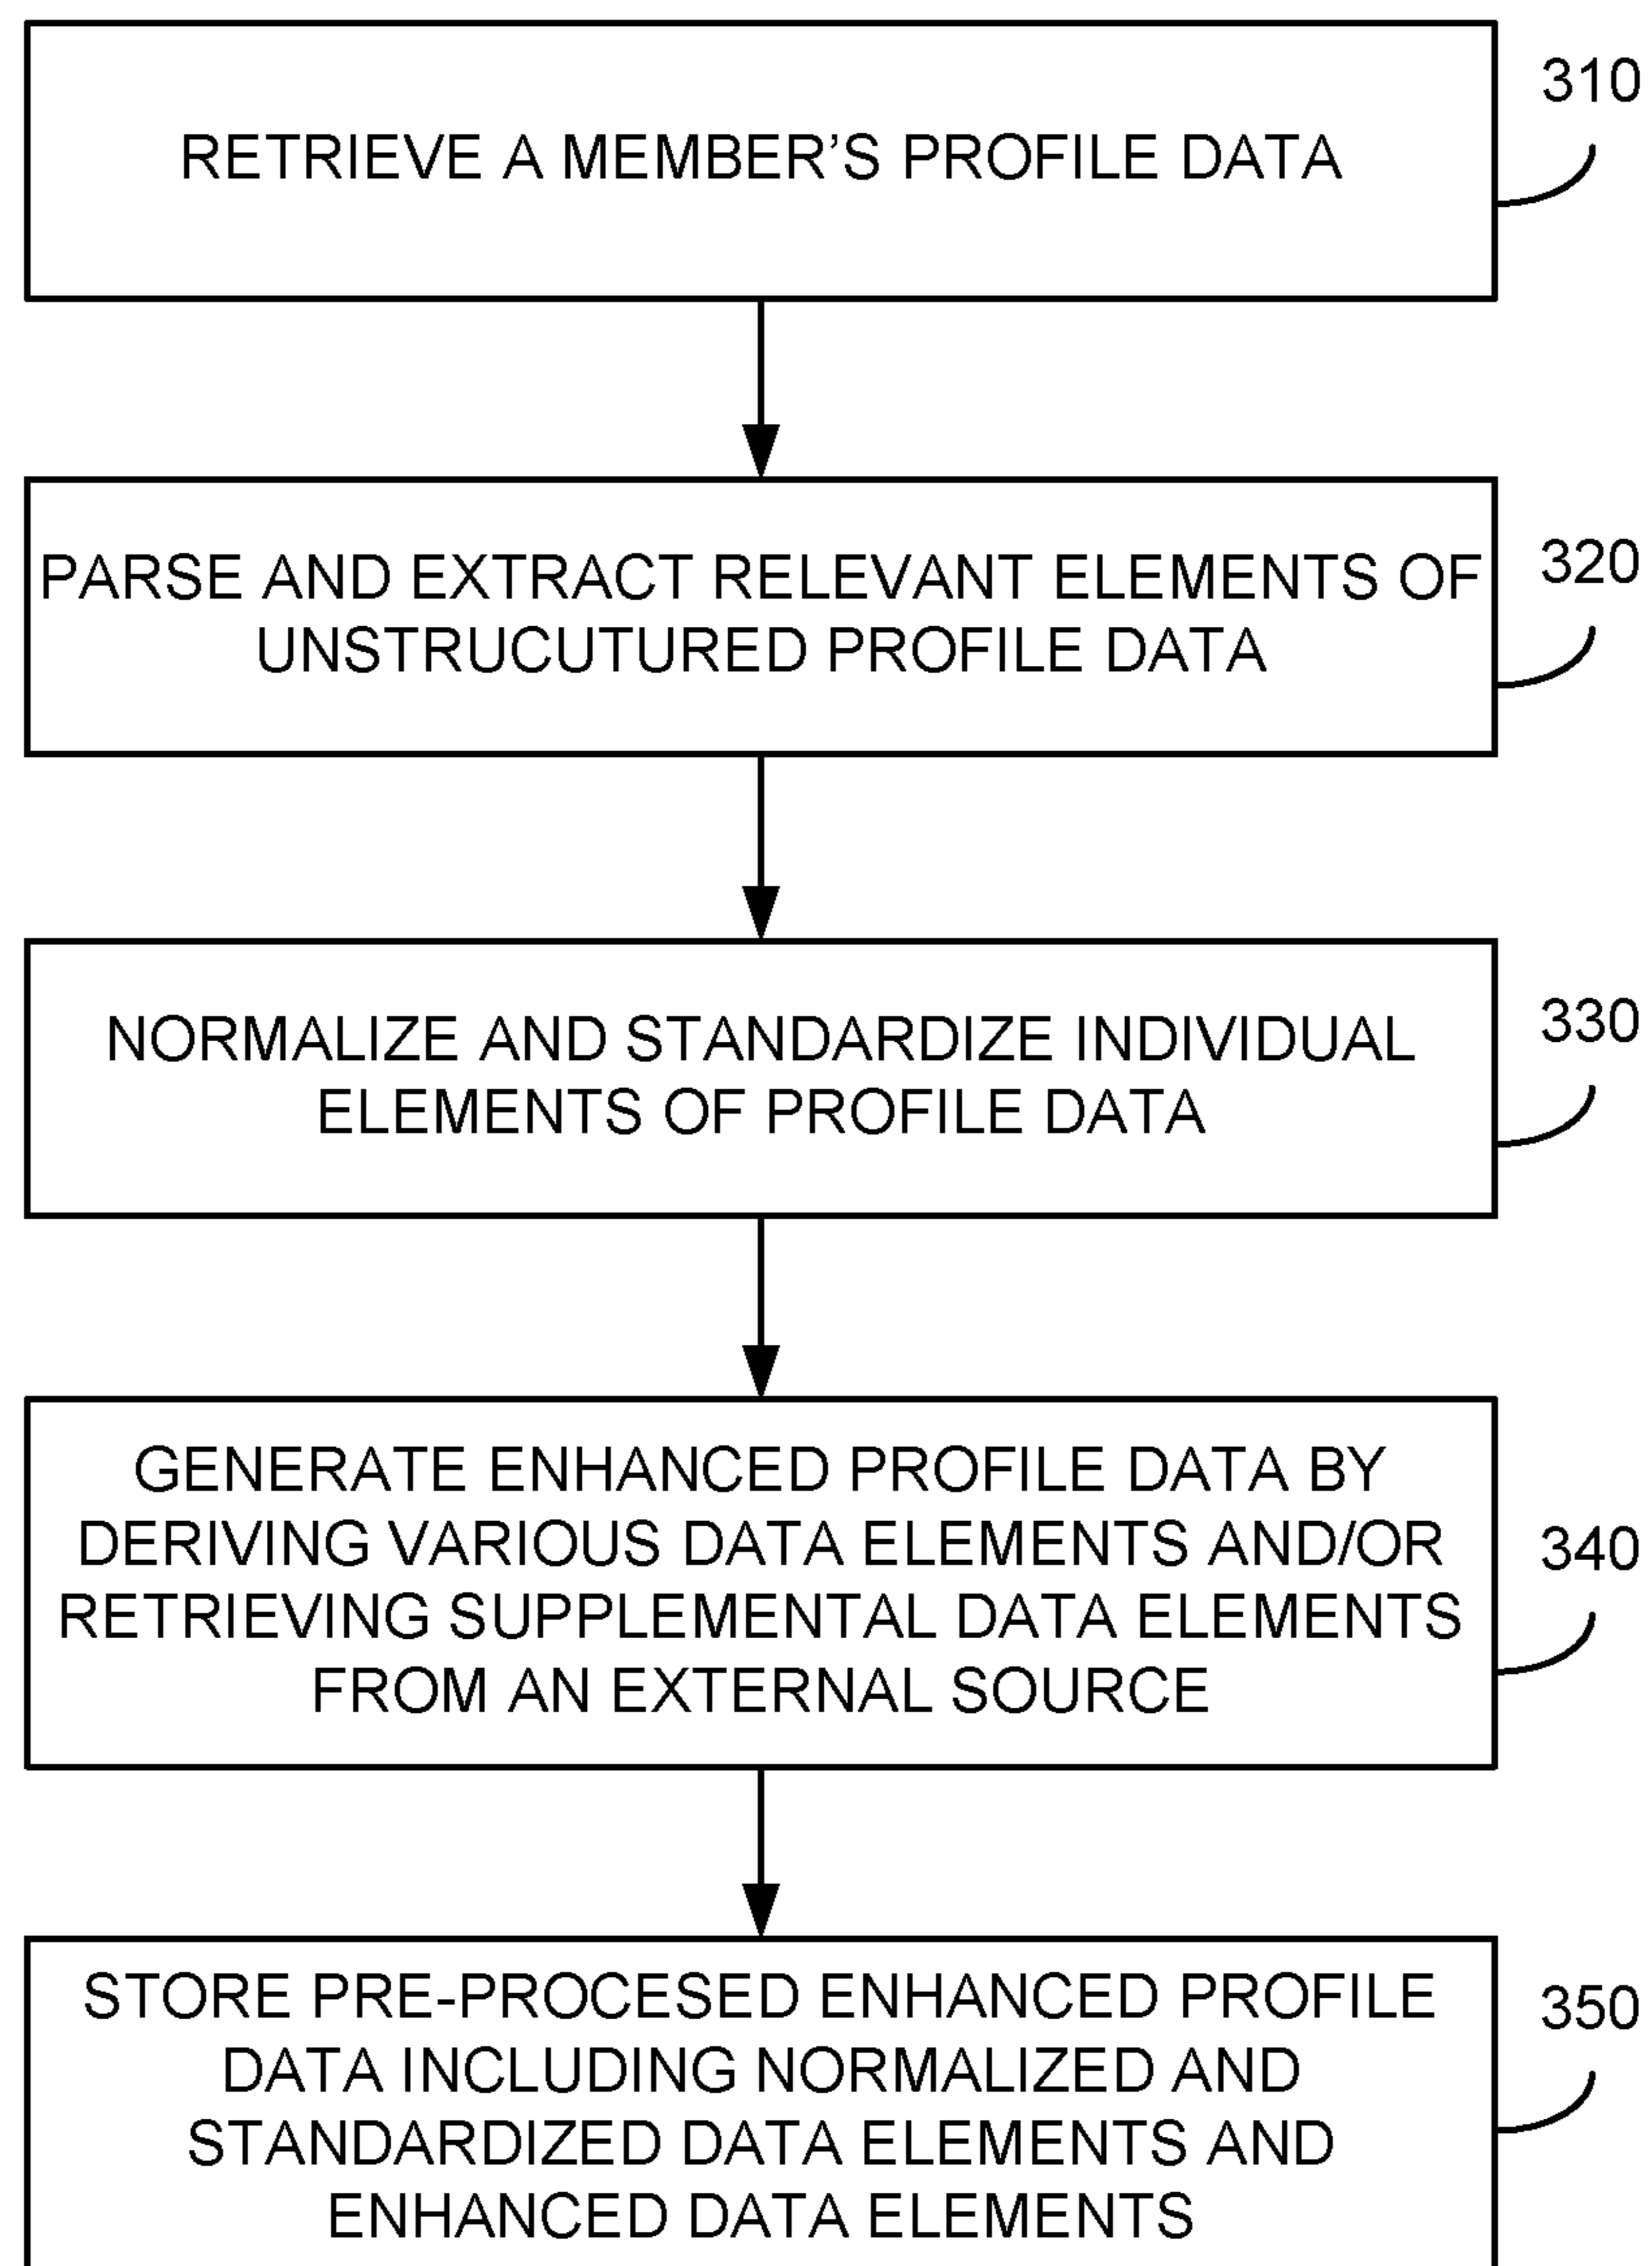 RETRIEVE A MEMBER'S PROFILE DATA
310
PARSE AND EXTRACT RELEVANT ELEMENTS OF
UNSTRUCUTURED PROFILE DATA
320
NORMALIZE AND STANDARDIZE INDIVIDUAL
ELEMENTS OF PROFILE DATA
330
GENERATE ENHANCED PROFILE DATA BY
DERIVING VARIOUS DATA ELEMENTS AND/OR
RETRIEVING SUPPLEMENTAL DATA ELEMENTS
FROM AN EXTERNAL SOURCE
340
STORE PRE-PROCESED ENHANCED PROFILE
DATA INCLUDING NORMALIZED AND
STANDARDIZED DATA ELEMENTS AND
ENHANCED DATA ELEMENTS
350